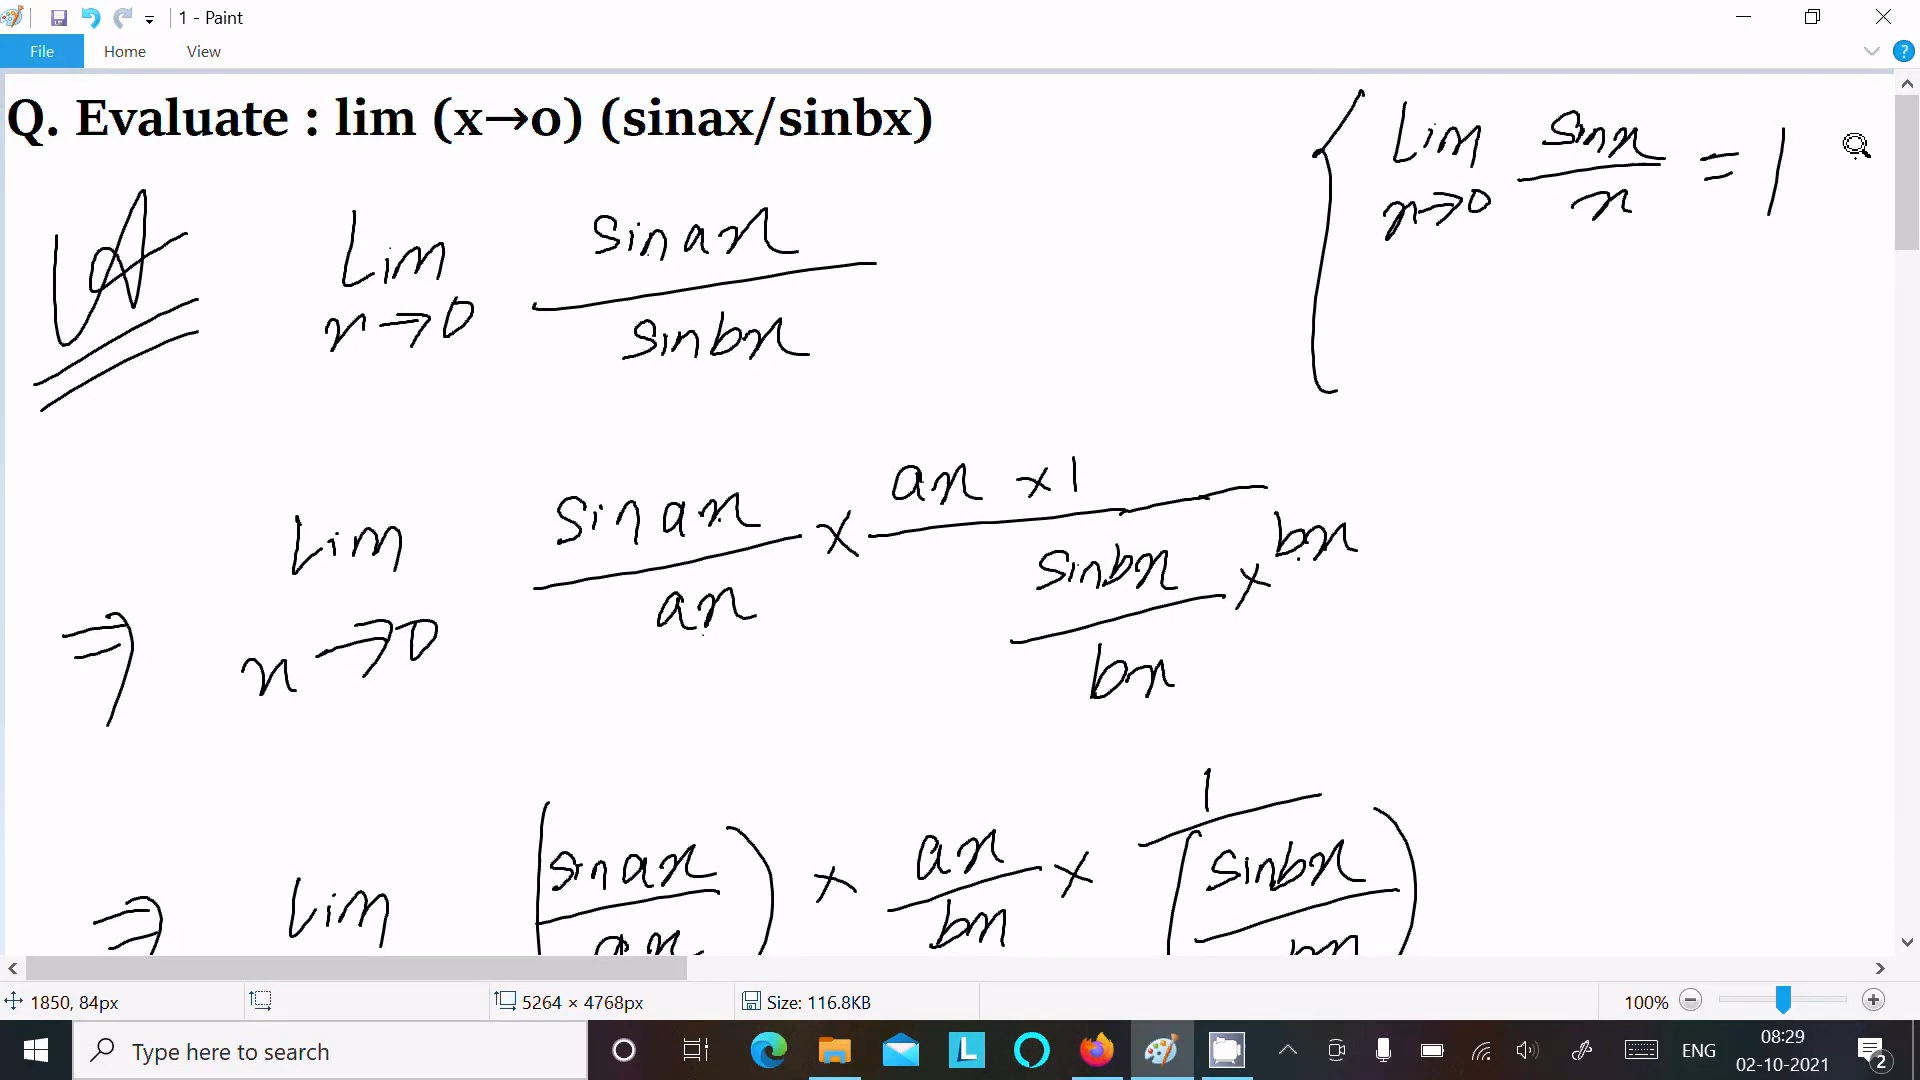 1 - Paint
File Home View
Q. Evaluate : lim (x→0) (sinax/sinbx)
{ Lim x→0 sinx/x = 1
Lim x→0 sinax/sinbx
⇒ Lim x→0 sinax/ax × ax × 1/(sinbx/bx × bx)
⇒ Lim (sinax/ax) × ax/bx × 1/(sinbx/bx)
1850, 84px 5264 × 4768px Size: 116.8KB 100%
Type here to search L ENG 08:29
02-10-2021 2